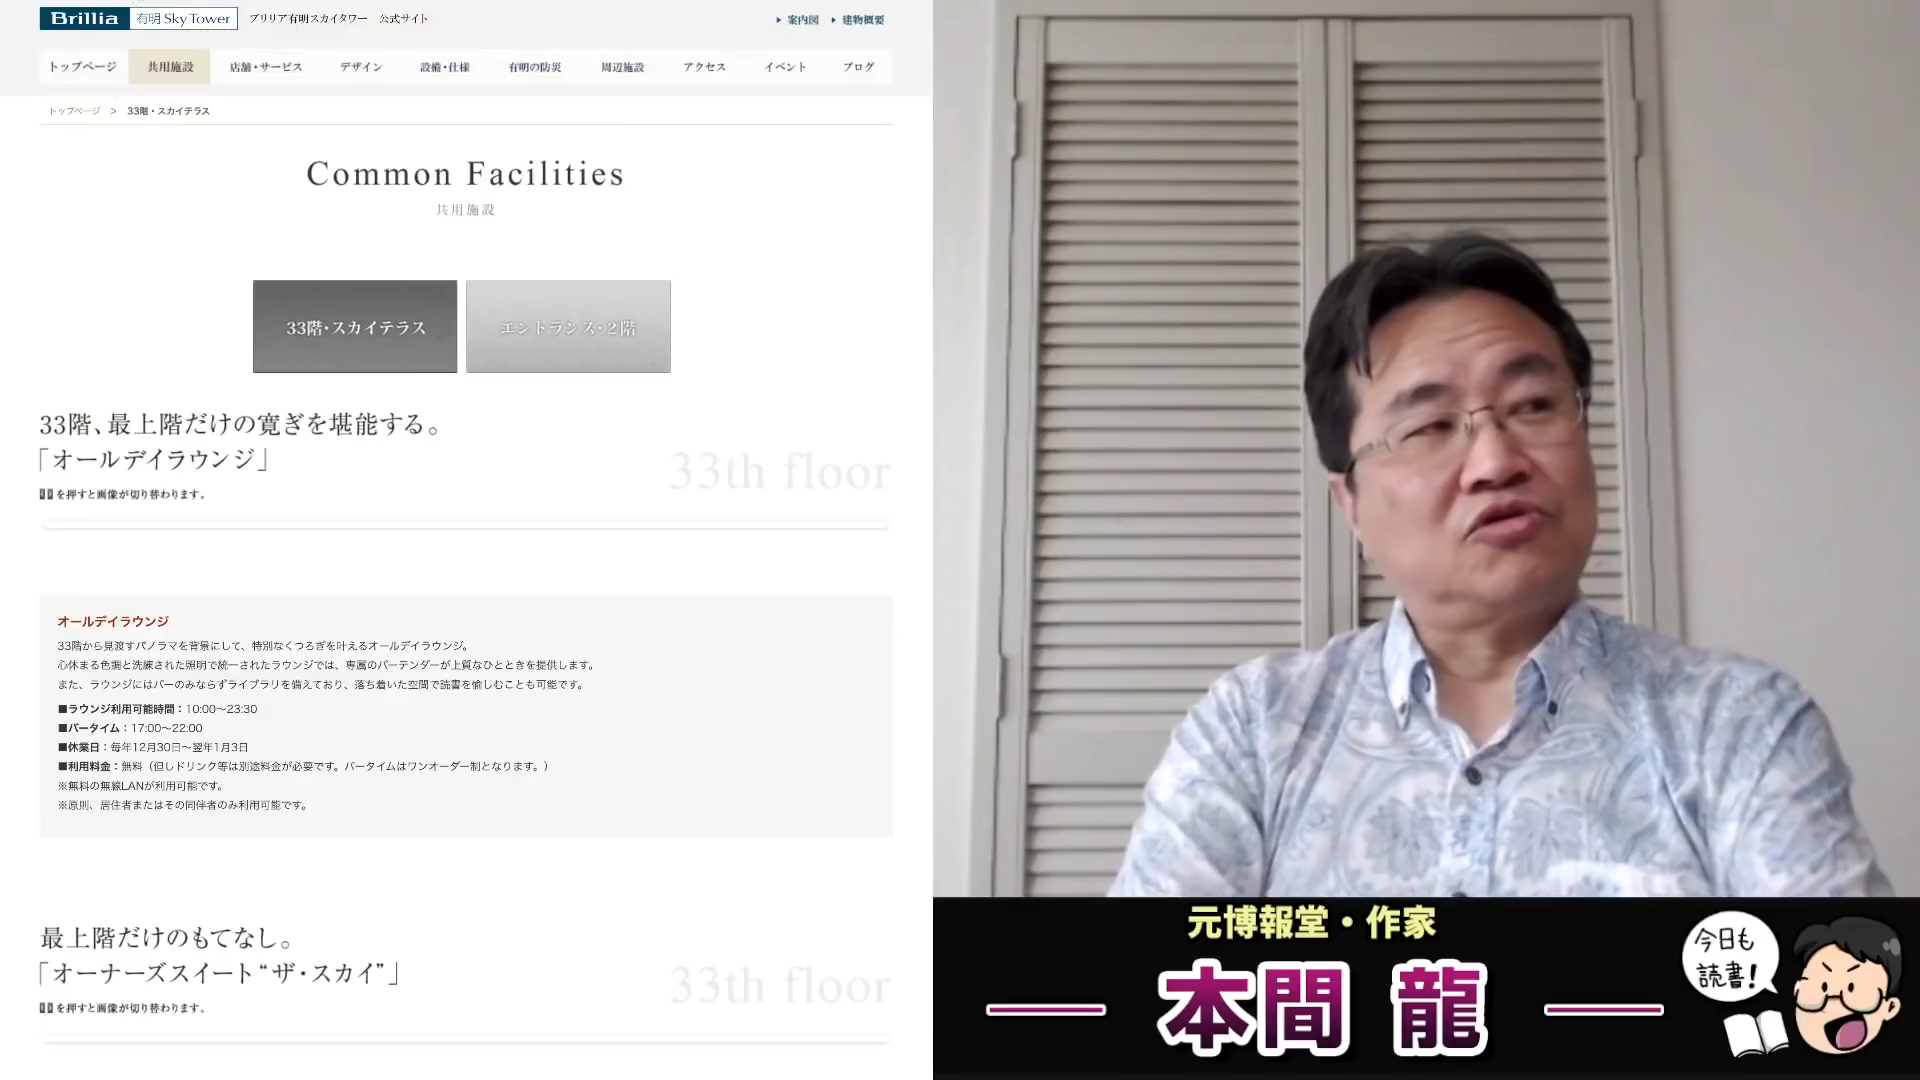 Brillia 有明 Sky Tower ブリリア有明スカイタワー 公式サイト
案内図 建物概要
トップページ 共用施設 店舗・サービス デザイン 設備・仕様 有明の防災 周辺施設 アクセス イベント ブログ
トップページ > 33階・スカイテラス
Common Facilities
共用施設
33階・スカイテラス エントランス・2階
33階、最上階だけの寛ぎを堪能する。
「オールデイラウンジ」
33th floor
を押すと画像が切り替わります。
オールデイラウンジ
33階から見渡すパノラマを背景にして、特別なくつろぎを叶えるオールデイラウンジ。
心休まる色調と洗練された照明で統一されたラウンジでは、専属のバーテンダーが上質なひとときを提供します。
また、ラウンジにはバーのみならずライブラリを備えており、落ち着いた空間で読書を愉しむことも可能です。
■ラウンジ利用可能時間：10:00～23:30
■バータイム：17:00～22:00
■休業日：毎年12月30日～翌年1月3日
■利用料金：無料（但しドリンク等は別途料金が必要です。バータイムはワンオーダー制となります。）
※無料の無線LANが利用可能です。
※原則、居住者またはその同伴者のみ利用可能です。
最上階だけのもてなし。
「オーナーズスイート“ザ・スカイ”」
33th floor
を押すと画像が切り替わります。
元博報堂・作家
本間 龍
今日も
読書!